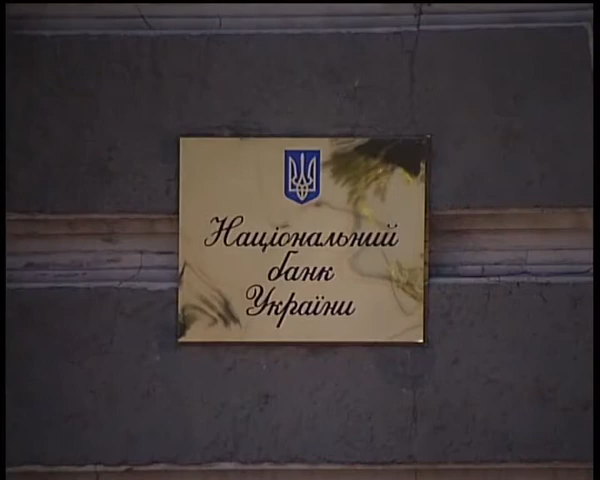 Національний
банк
України